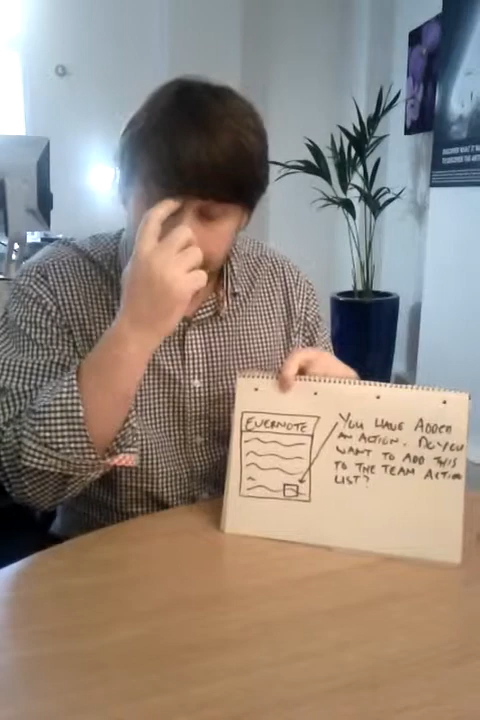 EVERNOTE
YOU HAVE ADDED
AN ACTION. DO YOU
WANT TO ADD THIS
TO THE TEAM ACTION
LIST?